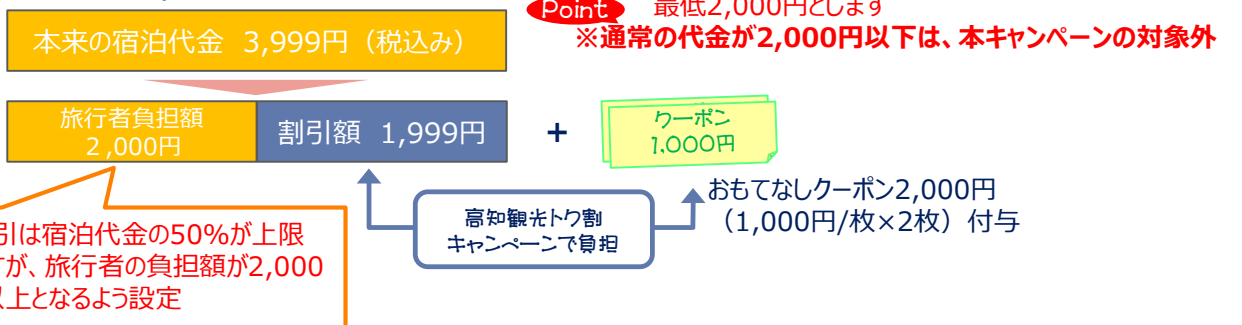 Point 最低2,000円とします
※通常の代金が2,000円以下は、本キャンペーンの対象外
本来の宿泊代金 3,999円（税込み）
旅行者負担額
２,000円
割引額 1,999円
+
クーポン
1,000円
おもてなしクーポン2,000円
（1,000円/枚×2枚）付与
高知観光トク割
キャンペーンで負担
引は宿泊代金の50%が上限
が、旅行者の負担額が2,000
上となるよう設定